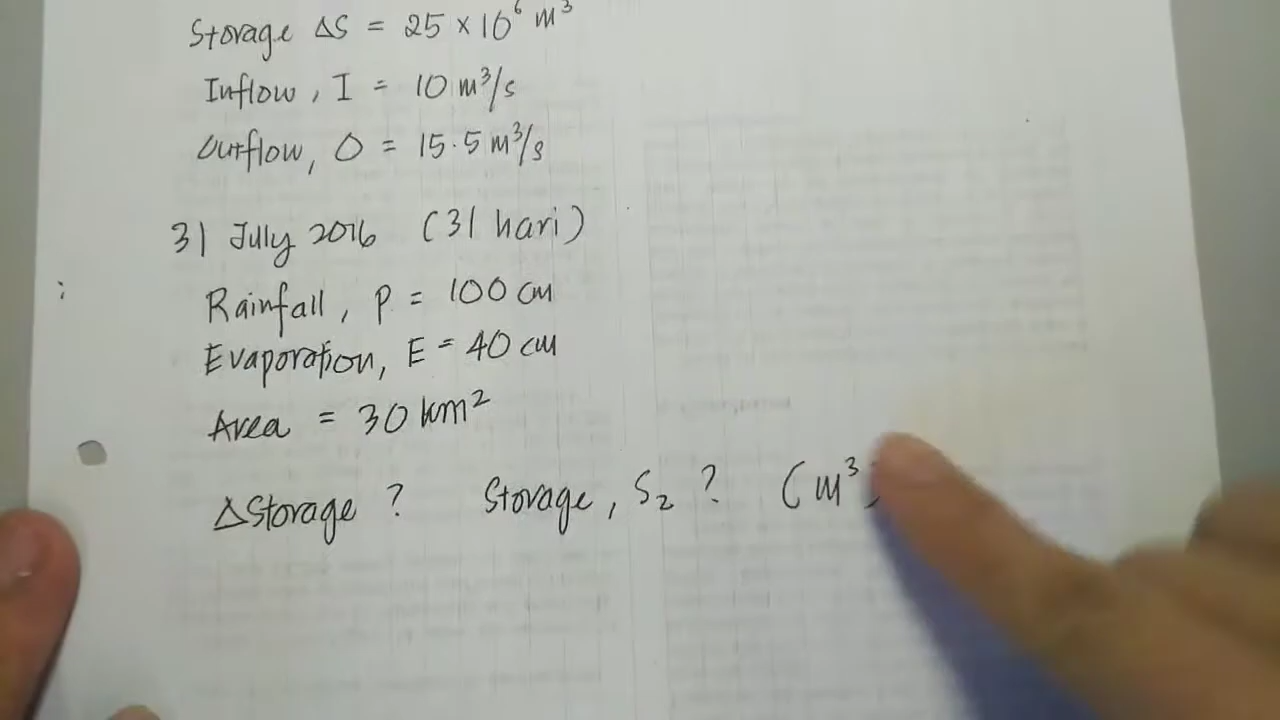 Storage ΔS = 25 × 10⁶ m³
Inflow, I = 10 m³/s
Outflow, O = 15.5 m³/s
31 July 2016 (31 hari)
Rainfall, P = 100 cm
Evaporation, E = 40 cm
Area = 30 km²
ΔStorage ? Storage, S₂ ? (m³)